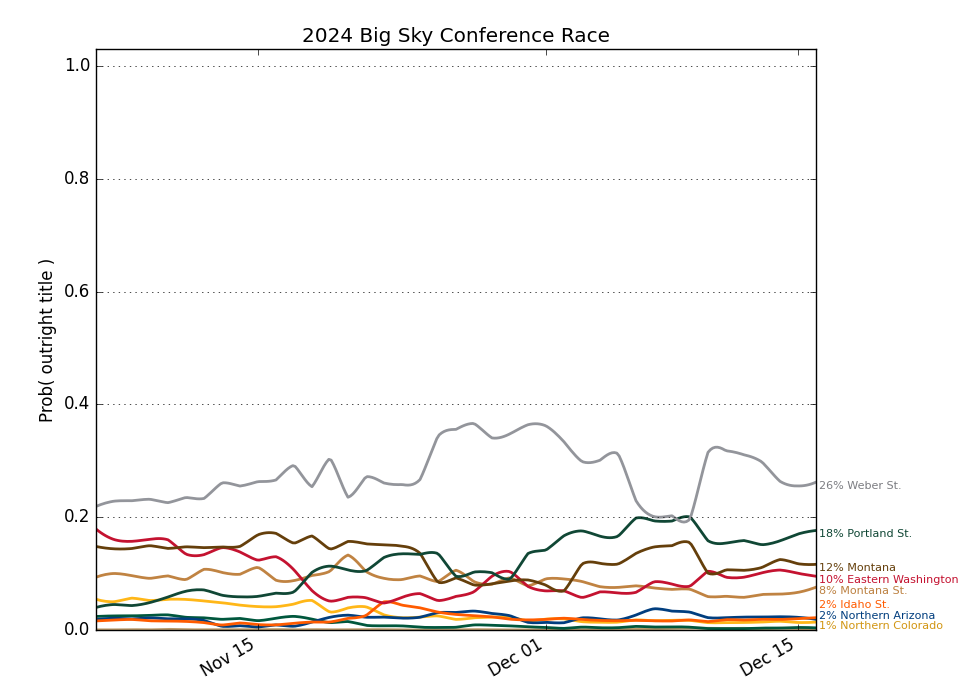 2024 Big Sky Conference Race
Prob( outright title )
1.0
0.8
0.6
0.4
0.2
0.0
Nov 15
Dec 01
Dec 15
26% Weber St.
18% Portland St.
12% Montana
10% Eastern Washington
8% Montana St.
2% Idaho St.
2% Northern Arizona
1% Northern Colorado